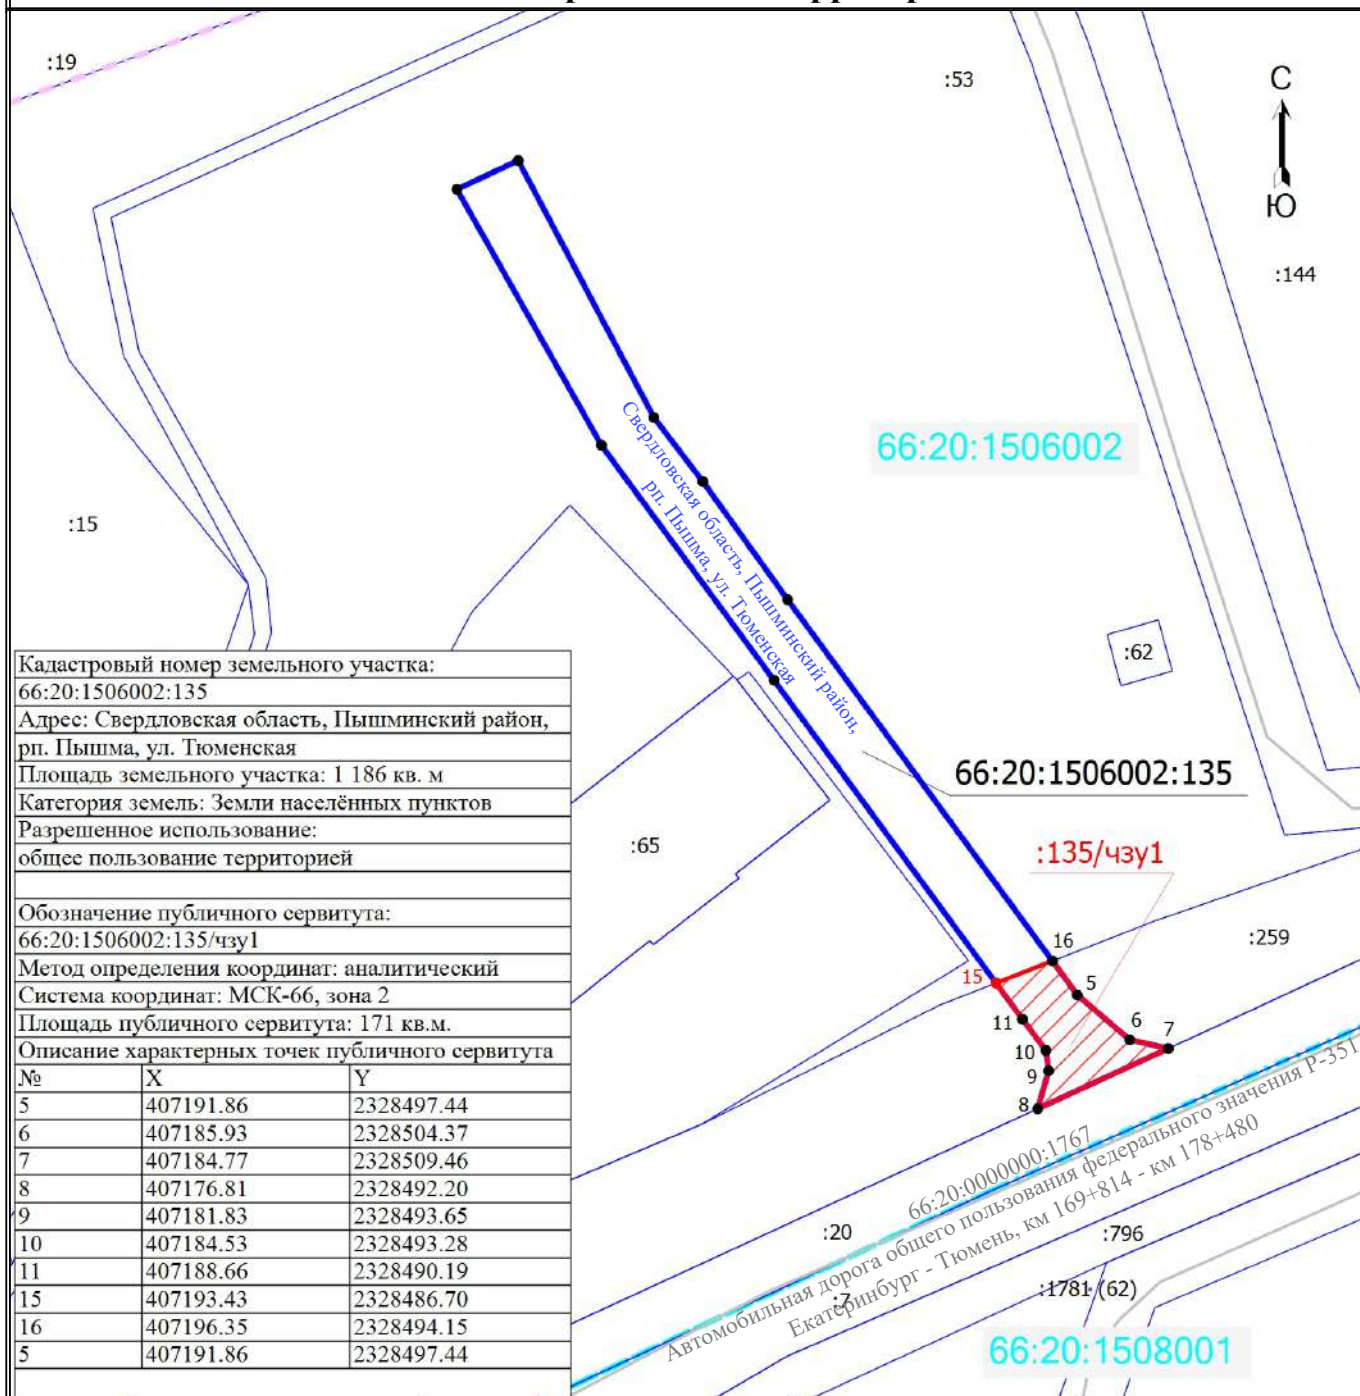 :19
:53
С
Ю
:144
66:20:1506002
Свердловская область, Пышминский район,
рп. Пышма, ул. Тюменская
:15
:62
66:20:1506002:135
:65
:135/чзу1
:259
16
15
5
11
6
7
10
9
8
Кадастровый номер земельного участка:
66:20:1506002:135
Адрес: Свердловская область, Пышминский район,
рп. Пышма, ул. Тюменская
Площадь земельного участка: 1 186 кв. м
Категория земель: Земли населённых пунктов
Разрешенное использование:
общее пользование территорией
Обозначение публичного сервитута:
66:20:1506002:135/чзу1
Метод определения координат: аналитический
Система координат: МСК-66, зона 2
Площадь публичного сервитута: 171 кв.м.
Описание характерных точек публичного сервитута
№ X Y
5 407191.86 2328497.44
6 407185.93 2328504.37
7 407184.77 2328509.46
8 407176.81 2328492.20
9 407181.83 2328493.65
10 407184.53 2328493.28
11 407188.66 2328490.19
15 407193.43 2328486.70
16 407196.35 2328494.15
5 407191.86 2328497.44
66:20:0000000:1767
Автомобильная дорога общего пользования федерального значения Р-351
Екатеринбург - Тюмень, км 169+814 - км 178+480
:20
:796
:7
:1781 (62)
66:20:1508001